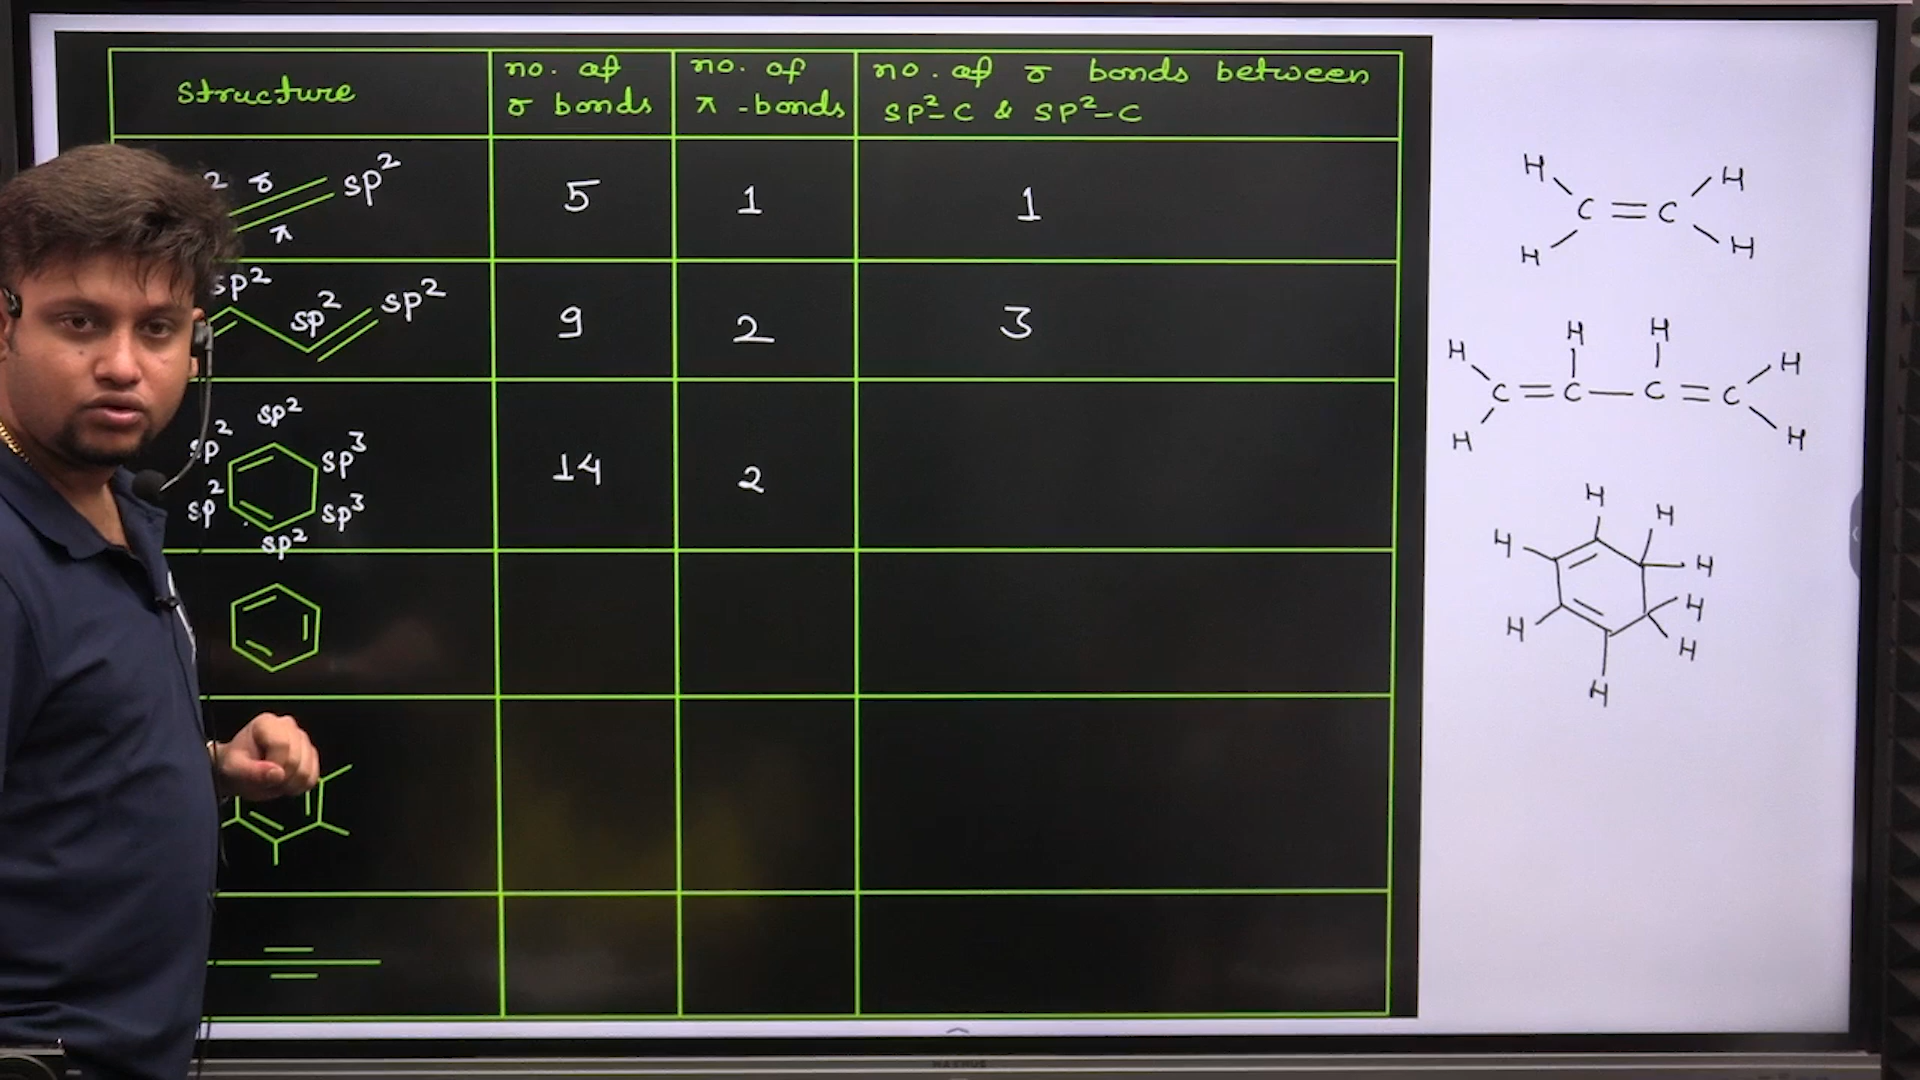 structure
no. of
σ bonds
no. of
π -bonds
no. of σ bonds between
sp²-C & sp²-C
2 σ sp²
π
5
1
1
sp²
sp² sp²
9
2
3
sp²
sp²
sp³
sp²
sp³
sp²
14
2
H H
C = C
H H
H H
H H
C = C — C = C
H H
H
H
H
H
H
H
H
H